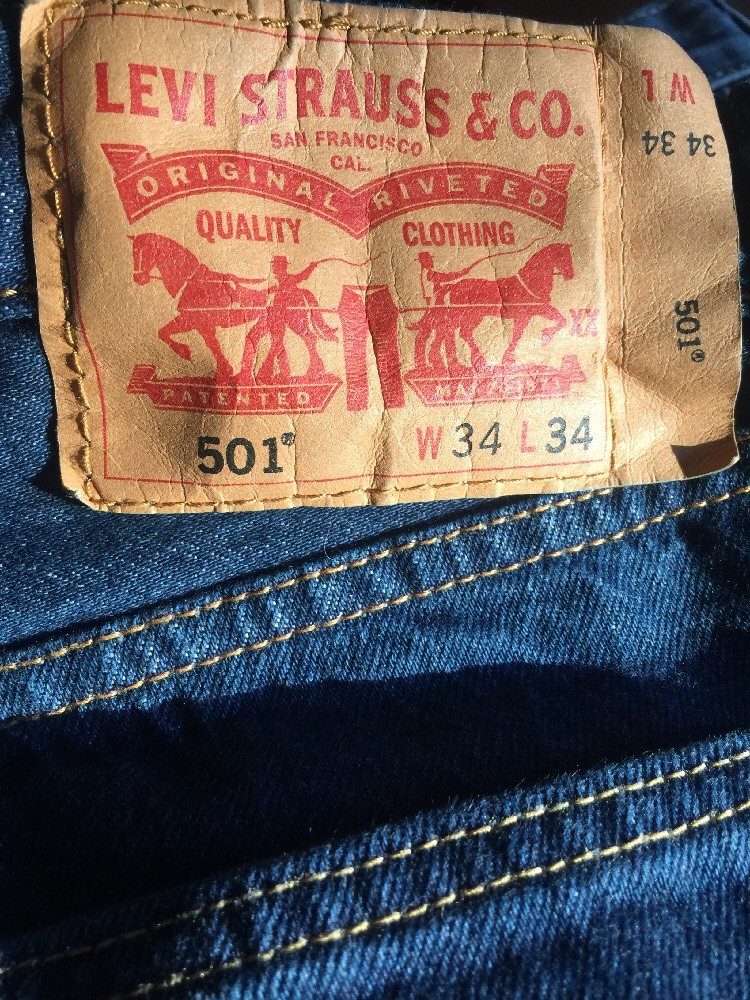 LEVI STRAUSS & CO.
SAN FRANCISCO
CAL.
ORIGINAL RIVETED
QUALITY CLOTHING
XX
PATENTED
501®
W 34 L 34
W L
34 34
501®